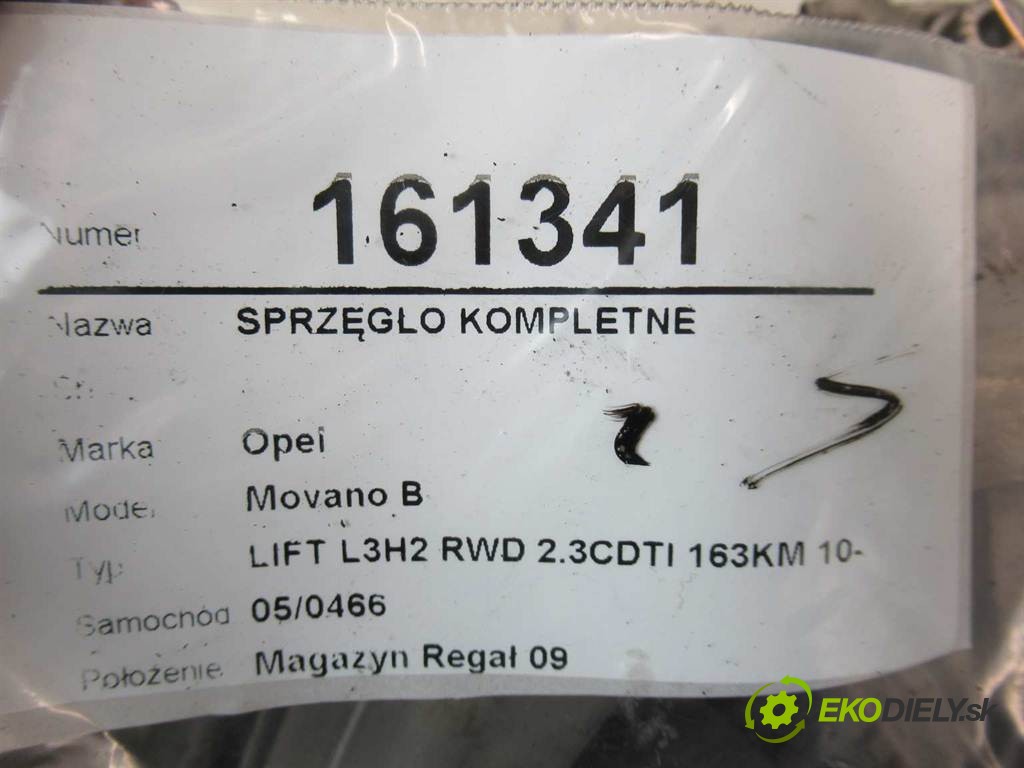 Numer 161341
Nazwa SPRZĘGŁO KOMPLETNE
Marka Opel
Model Movano B
Typ LIFT L3H2 RWD 2.3CDTI 163KM 10-
Samochód 05/0466
Położenie Magazyn Regał 09
EKODIELY.sk